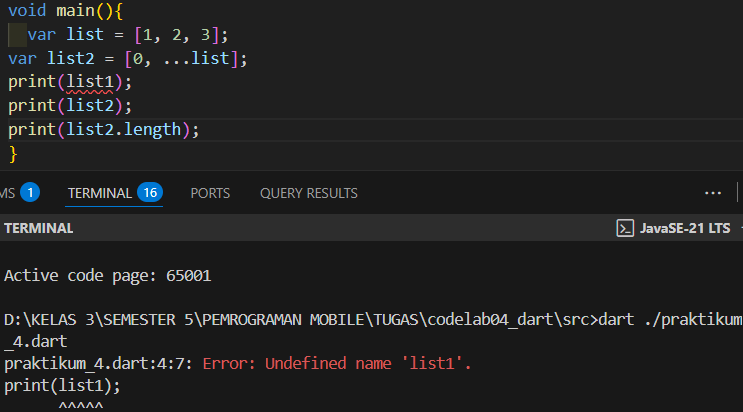 void main(){
  var list = [1, 2, 3];
var list2 = [0, ...list];
print(list1);
print(list2);
print(list2.length);
}
MS 1 TERMINAL 16 PORTS QUERY RESULTS ...
TERMINAL JavaSE-21 LTS
Active code page: 65001
D:\KELAS 3\SEMESTER 5\PEMROGRAMAN MOBILE\TUGAS\codelab04_dart\src>dart ./praktikum
_4.dart
praktikum_4.dart:4:7: Error: Undefined name 'list1'.
print(list1);
      ^^^^^